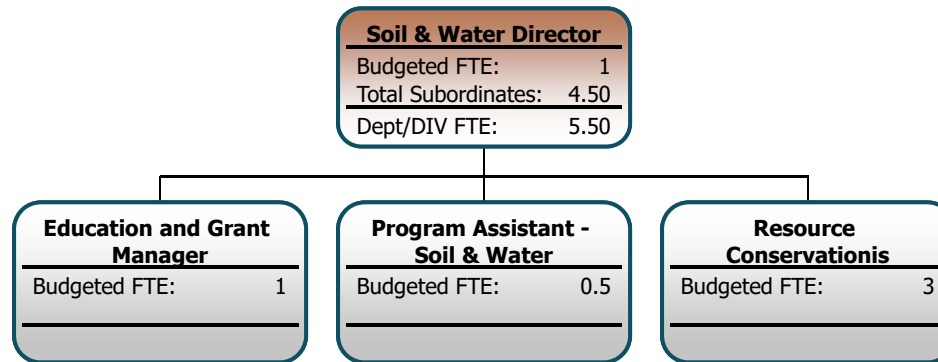 Soil & Water Director
Budgeted FTE: 1
Total Subordinates: 4.50
Dept/DIV FTE: 5.50
Education and Grant
Manager
Budgeted FTE: 1
Program Assistant -
Soil & Water
Budgeted FTE: 0.5
Resource
Conservationis
Budgeted FTE: 3